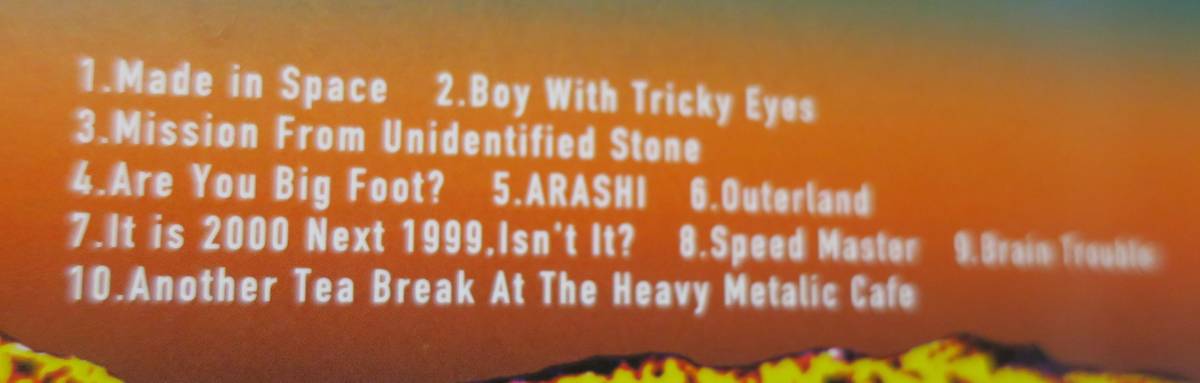 1.Made in Space 2.Boy With Tricky Eyes
3.Mission From Unidentified Stone
4.Are You Big Foot? 5.ARASHI 6.Outerland
7.It is 2000 Next 1999,Isn't It? 8.Speed Master 9.Brain Trouble
10.Another Tea Break At The Heavy Metalic Cafe